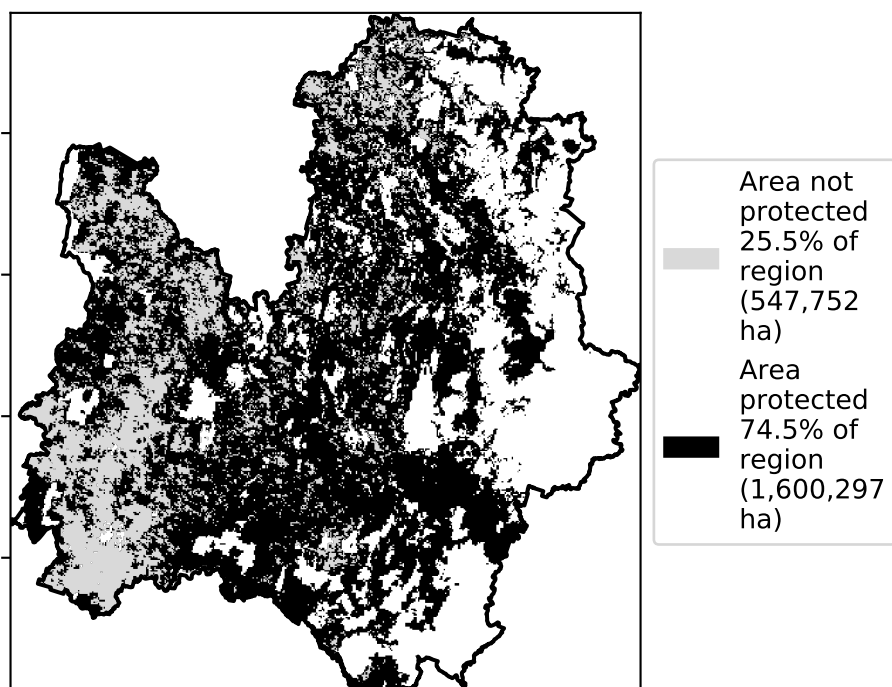 Area not
protected
25.5% of
region
(547,752
ha)
Area
protected
74.5% of
region
(1,600,297
ha)